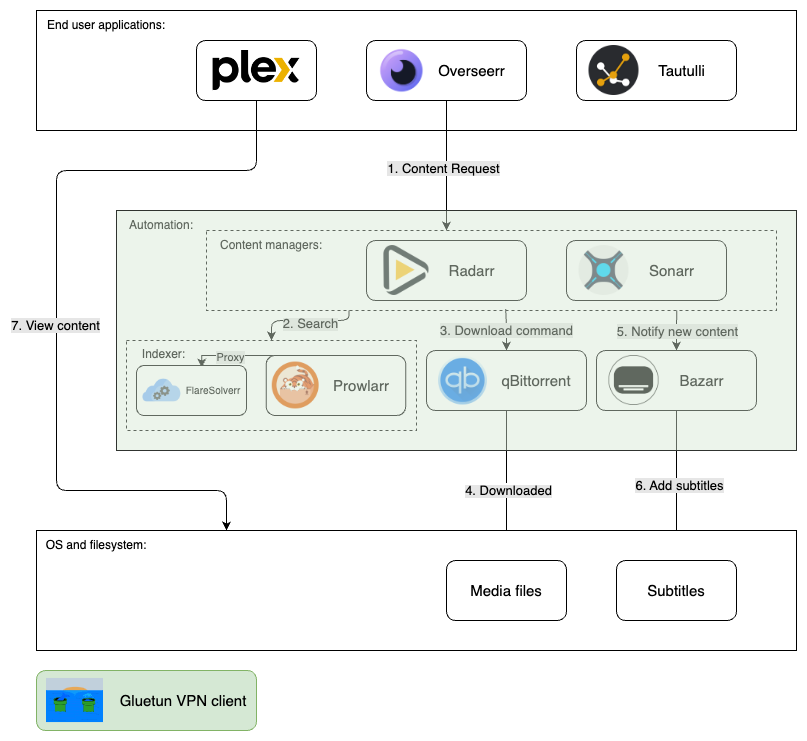 End user applications:
plex
Overseerr
Tautulli
1. Content Request
Automation:
Content managers:
Radarr
Sonarr
7. View content
2. Search
3. Download command
5. Notify new content
Indexer:
Proxy
FlareSolverr
Prowlarr
qb
qBittorrent
Bazarr
4. Downloaded
6. Add subtitles
OS and filesystem:
Media files
Subtitles
Gluetun VPN client